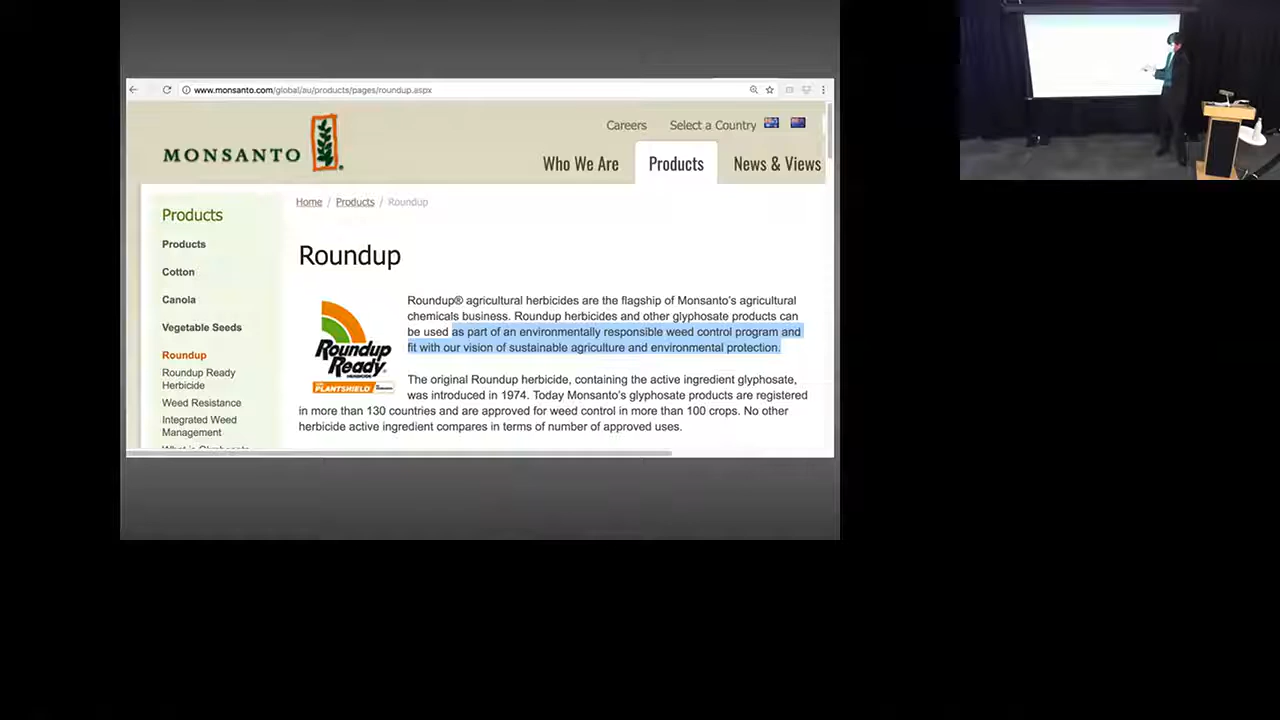 www.monsanto.com/global/au/products/pages/roundup.aspx
MONSANTO
Careers
Select a Country
Who We Are
Products
News & Views
Products
Products
Cotton
Canola
Vegetable Seeds
Roundup
Roundup Ready
Herbicide
Weed Resistance
Integrated Weed
Management
Home / Products / Roundup
Roundup
Roundup
Ready
HERBICIDE
PLANTSHIELD
Roundup® agricultural herbicides are the flagship of Monsanto's agricultural
chemicals business. Roundup herbicides and other glyphosate products can
be used as part of an environmentally responsible weed control program and
fit with our vision of sustainable agriculture and environmental protection.
The original Roundup herbicide, containing the active ingredient glyphosate,
was introduced in 1974. Today Monsanto's glyphosate products are registered
in more than 130 countries and are approved for weed control in more than 100 crops. No other
herbicide active ingredient compares in terms of number of approved uses.